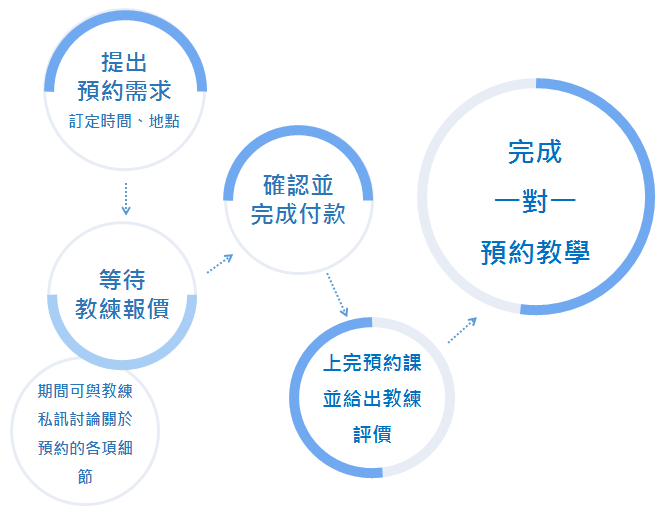 提出
預約需求
訂定時間、地點
等待
教練報價
期間可與教練
私訊討論關於
預約的各項細
節
確認並
完成付款
上完預約課
並給出教練
評價
完成
一對一
預約教學